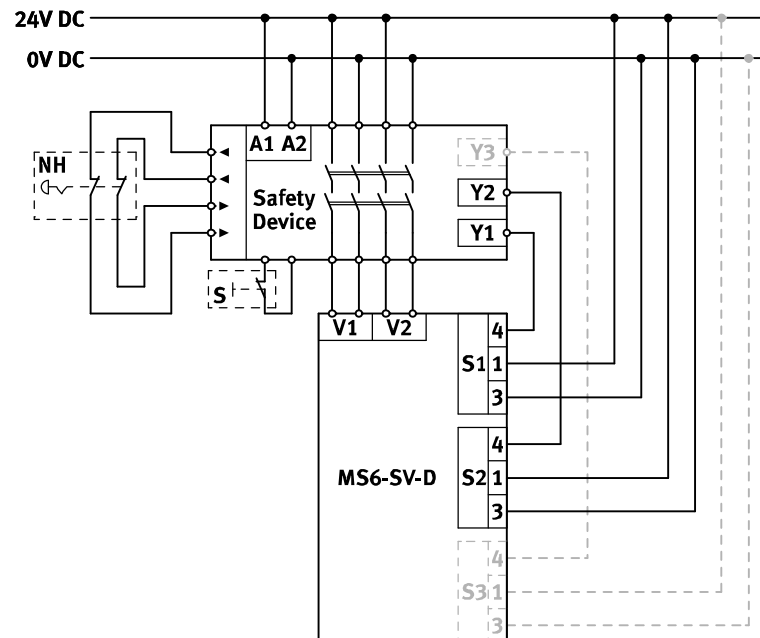 24V DC
0V DC
A1 A2
Y3
NH
Y2
Safety
Device
Y1
S
V1 V2
4
S1 1
3
4
MS6-SV-D S2 1
3
4
S3 1
3